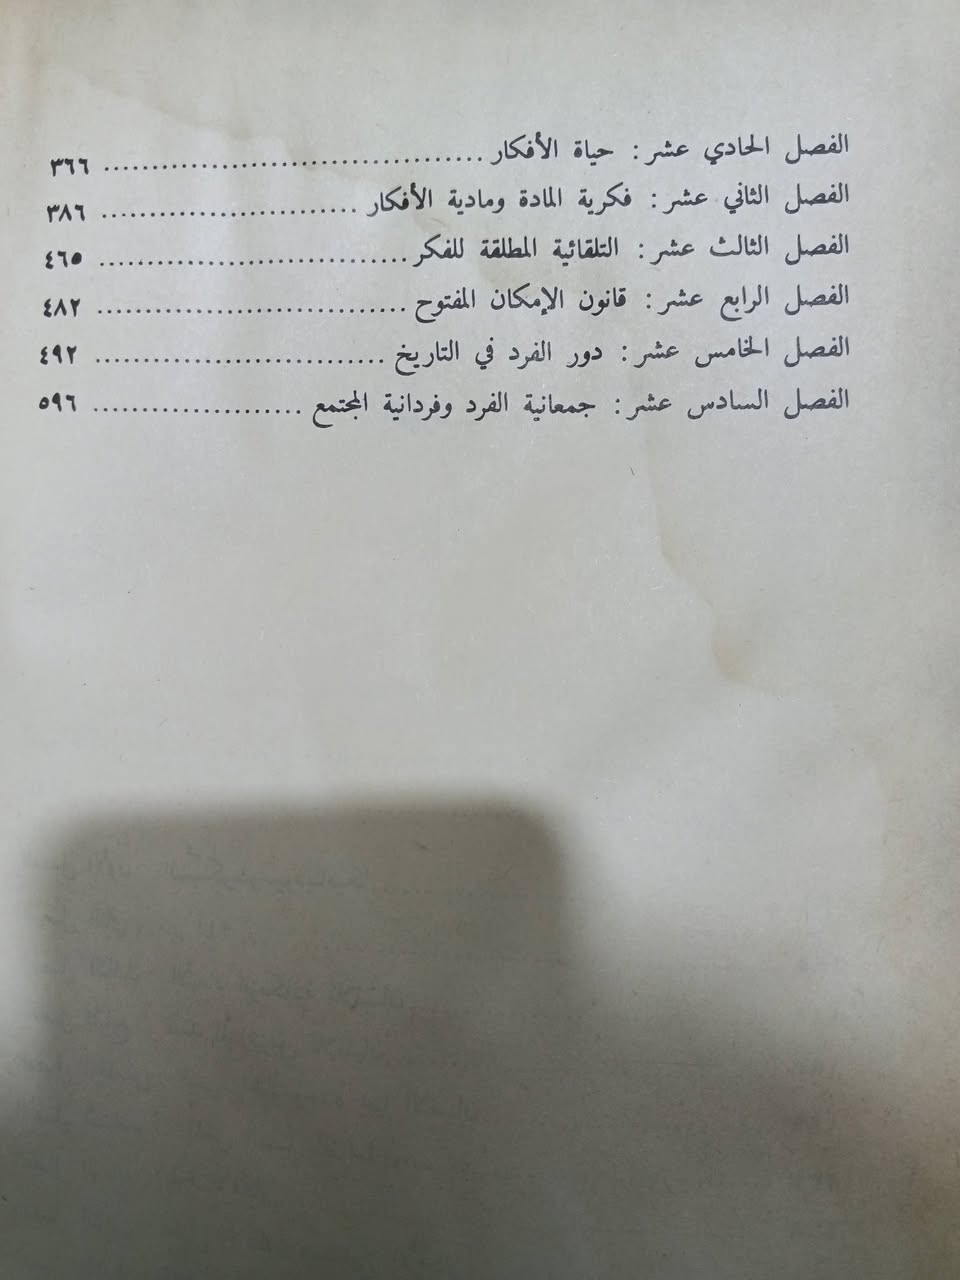 الفصل الحادي عشر : حياة الأفكار ................................ ٣٦٦
الفصل الثاني عشر : فكرية المادة ومادية الأفكار ...................... ٣٨٦
الفصل الثالث عشر : التلقائية المطلقة للفكر .......................... ٤٦٥
الفصل الرابع عشر : قانون الإمكان المفتوح .......................... ٤٨٢
الفصل الخامس عشر : دور الفرد في التاريخ ........................ ٤٩٢
الفصل السادس عشر : جمعانية الفرد وفردانية المجتمع .................. ٥٩٦